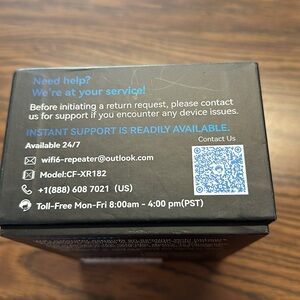 Need help?
We're at your service!
Before initiating a return request, please contact
us for support if you encounter any device issues.
INSTANT SUPPORT IS READILY AVAILABLE.
Available 24/7
Contact Us
wifi6-repeater@outlook.com
Model:CF-XR182
+1(888) 608 7021 (US)
Toll-Free Mon-Fri 8:00am - 4:00 pm(PST)